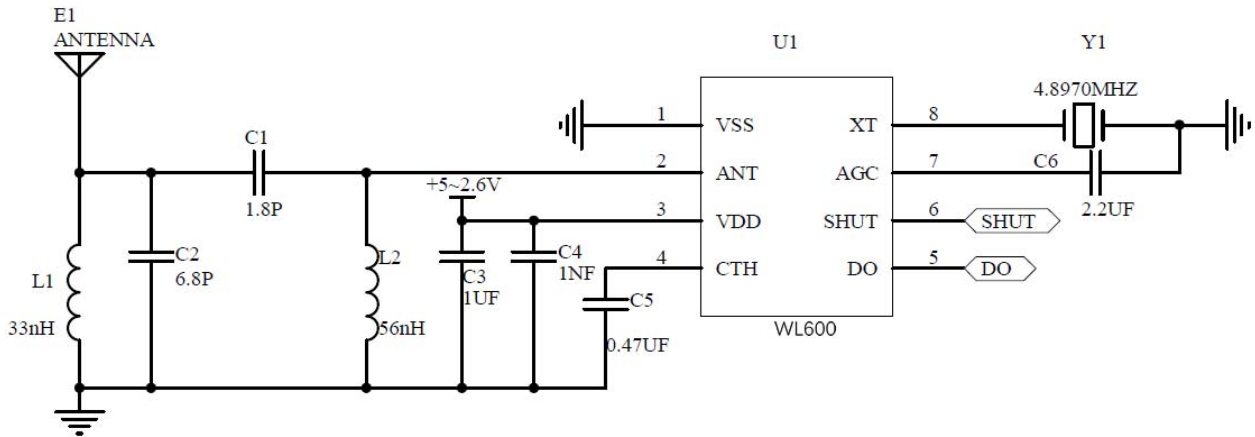 E1
ANTENNA
U1
Y1
4.8970MHZ
C1
1.8P
1
VSS
XT
8
2
ANT
AGC
7
C6
2.2UF
+5~2.6V
3
VDD
SHUT
6
SHUT
4
CTH
DO
5
DO
C2
6.8P
L2
56nH
C3
1UF
C4
1NF
C5
0.47UF
L1
33nH
WL600